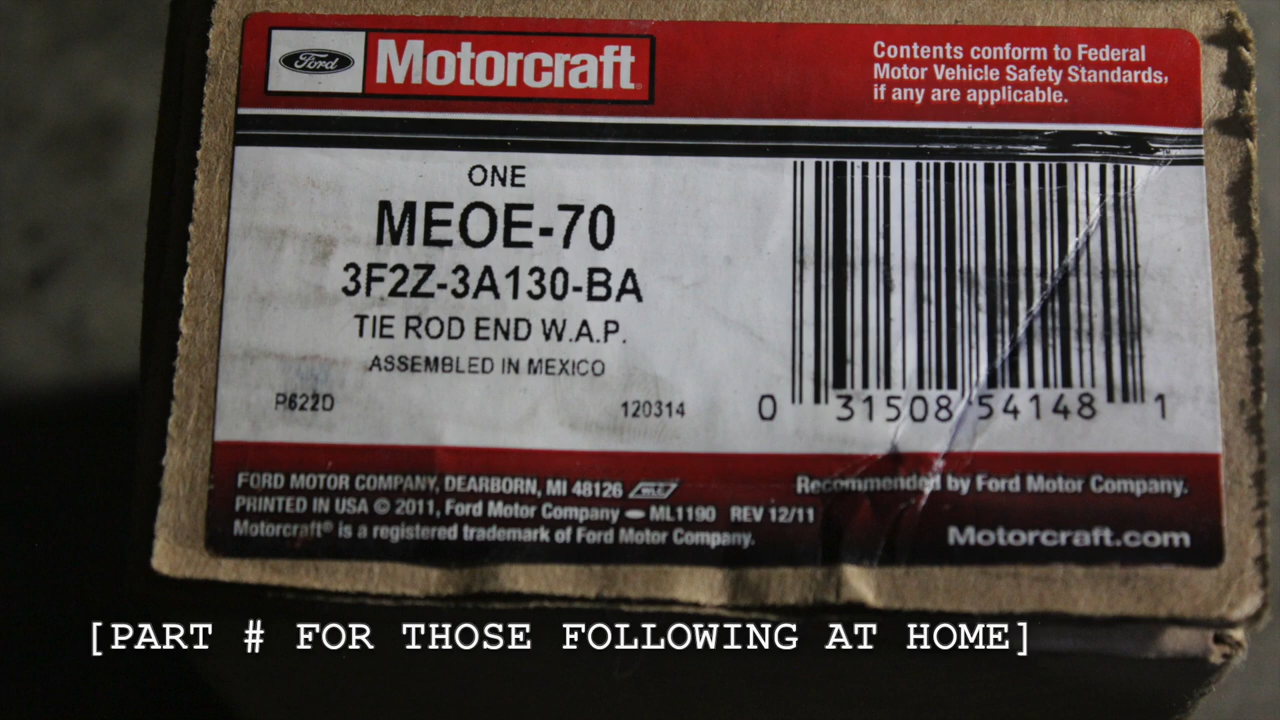 Ford Motorcraft
Contents conform to Federal
Motor Vehicle Safety Standards,
if any are applicable.
ONE
MEOE-70
3F2Z-3A130-BA
TIE ROD END W.A.P.
ASSEMBLED IN MEXICO
P622D 120314
0 31508 54148 1
FORD MOTOR COMPANY, DEARBORN, MI 48126
PRINTED IN USA © 2011, Ford Motor Company ML1190 REV 12/11
Motorcraft® is a registered trademark of Ford Motor Company.
Recommended by Ford Motor Company.
Motorcraft.com
[PART # FOR THOSE FOLLOWING AT HOME]